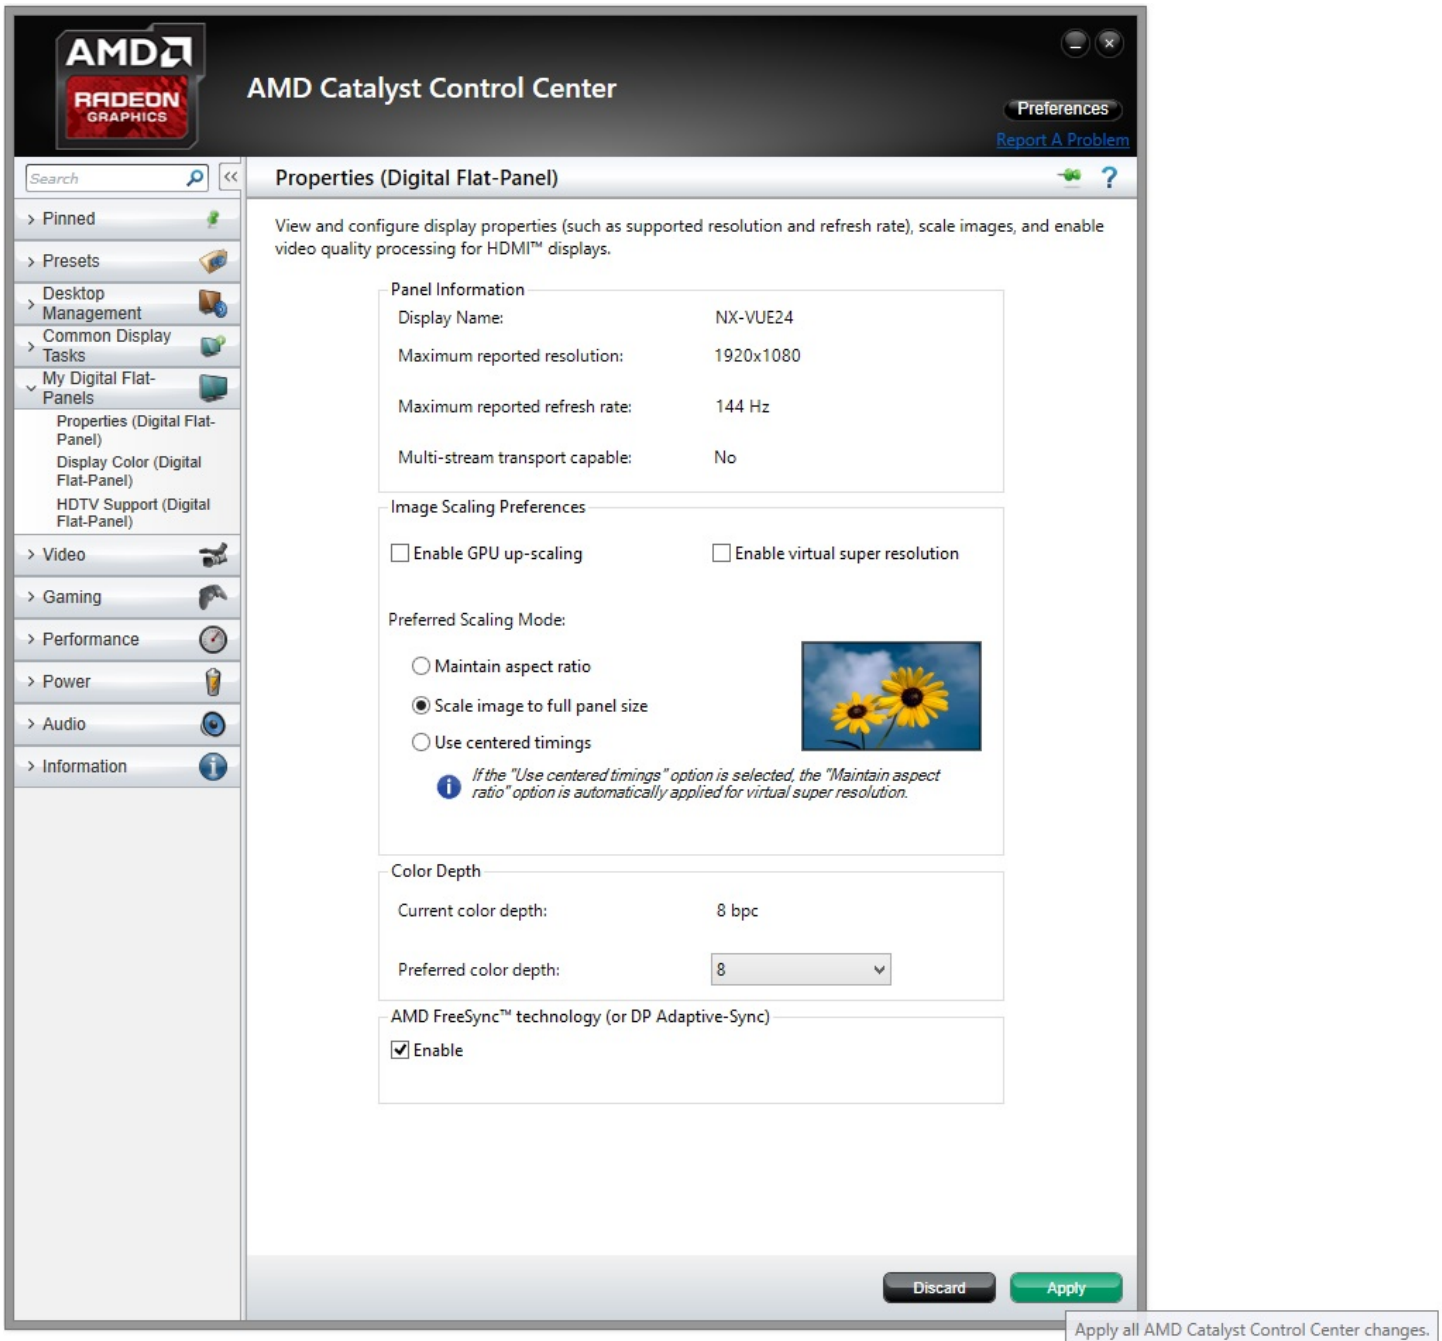 AMD
RADEON
GRAPHICS
AMD Catalyst Control Center
Preferences
Report A Problem
Search
<<
Pinned
Presets
Desktop
Management
Common Display
Tasks
My Digital Flat-
Panels
Properties (Digital Flat-
Panel)
Display Color (Digital
Flat-Panel)
HDTV Support (Digital
Flat-Panel)
Video
Gaming
Performance
Power
Audio
Information
Properties (Digital Flat-Panel)
?
View and configure display properties (such as supported resolution and refresh rate), scale images, and enable
video quality processing for HDMI™ displays.
Panel Information
Display Name: NX-VUE24
Maximum reported resolution: 1920x1080
Maximum reported refresh rate: 144 Hz
Multi-stream transport capable: No
Image Scaling Preferences
Enable GPU up-scaling Enable virtual super resolution
Preferred Scaling Mode:
Maintain aspect ratio
Scale image to full panel size
Use centered timings
If the "Use centered timings" option is selected, the "Maintain aspect
ratio" option is automatically applied for virtual super resolution.
Color Depth
Current color depth: 8 bpc
Preferred color depth: 8
AMD FreeSync™ technology (or DP Adaptive-Sync)
Enable
Discard Apply
Apply all AMD Catalyst Control Center changes.